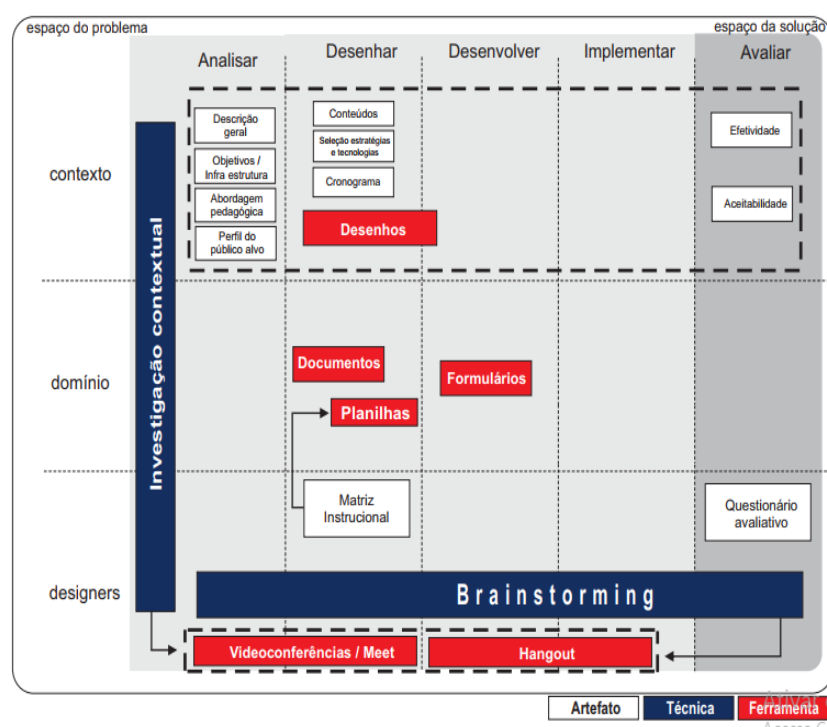 espaço do problema
espaço da solução
Analisar
Desenhar
Desenvolver
Implementar
Avaliar
contexto
Investigação contextual
Descrição
geral
Objetivos /
Infra estrutura
Abordagem
pedagógica
Perfil do
público alvo
Conteúdos
Seleção estratégias
e tecnologias
Cronograma
Desenhos
Efetividade
Aceitabilidade
domínio
Documentos
Planilhas
Formulários
Matriz
Instrucional
Questionário
avaliativo
designers
Brainstorming
Videoconferências / Meet
Hangout
Artefato
Técnica
Ferramenta
Ativar